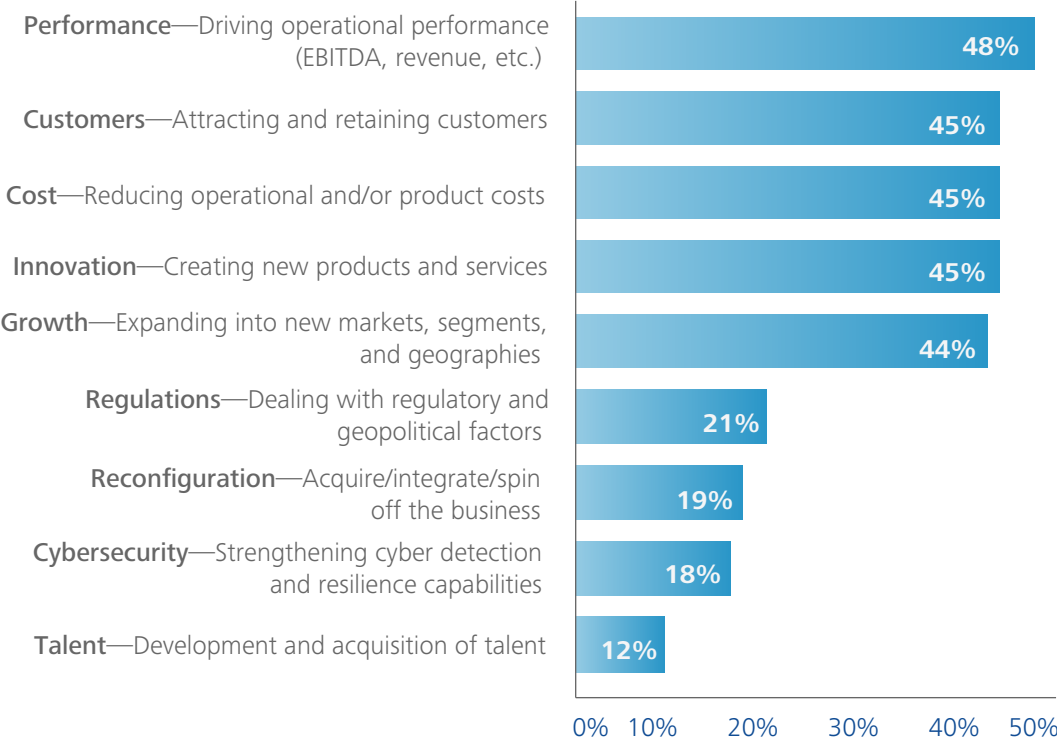 Performance—Driving operational performance
(EBITDA, revenue, etc.)
48%
Customers—Attracting and retaining customers
45%
Cost—Reducing operational and/or product costs
45%
Innovation—Creating new products and services
45%
Growth—Expanding into new markets, segments,
and geographies
44%
Regulations—Dealing with regulatory and
geopolitical factors
21%
Reconfiguration—Acquire/integrate/spin
off the business
19%
Cybersecurity—Strengthening cyber detection
and resilience capabilities
18%
Talent—Development and acquisition of talent
12%
0% 10% 20% 30% 40% 50%